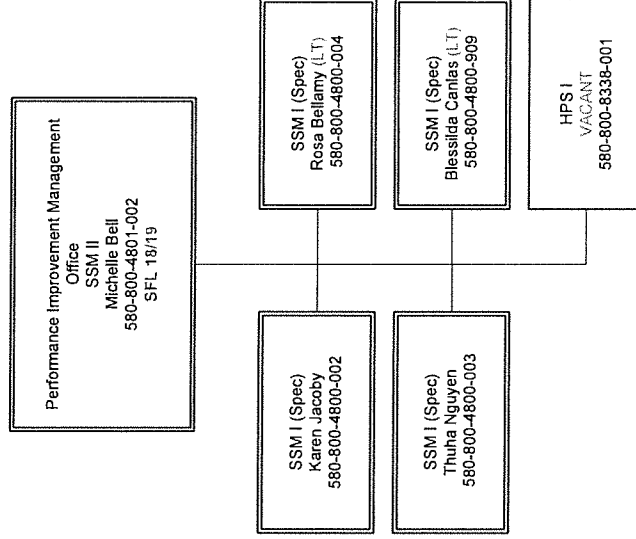 Performance Improvement Management
Office
SSM II
Michelle Bell
580-800-4801-002
SFL 18/19
SSM I (Spec)
Karen Jacoby
580-800-4800-002
SSM I (Spec)
Rosa Bellamy (LT)
580-800-4800-004
SSM I (Spec)
Thuha Nguyen
580-800-4800-003
SSM I (Spec)
Blessilda Canlas (LT)
580-800-4800-909
HPS I
VACANT
580-800-8338-001